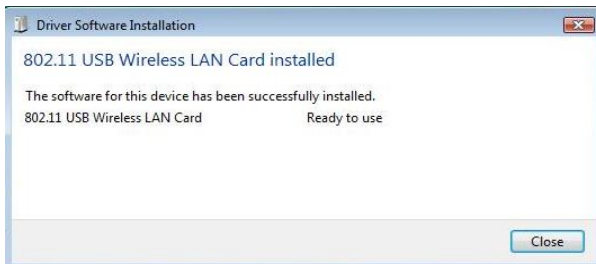 Driver Software Installation
802.11 USB Wireless LAN Card installed
The software for this device has been successfully installed.
802.11 USB Wireless LAN Card Ready to use
Close